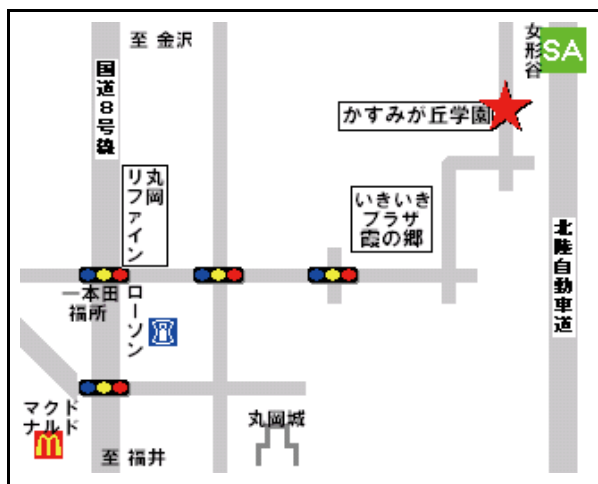 至 金沢
女形谷
SA
国道8号線
かすみが丘学園
丸岡
リファイン
いきいき
プラザ
霞の郷
北陸自動車道
一本田
福所
ローソン
マクド
ナルド
丸岡城
至 福井